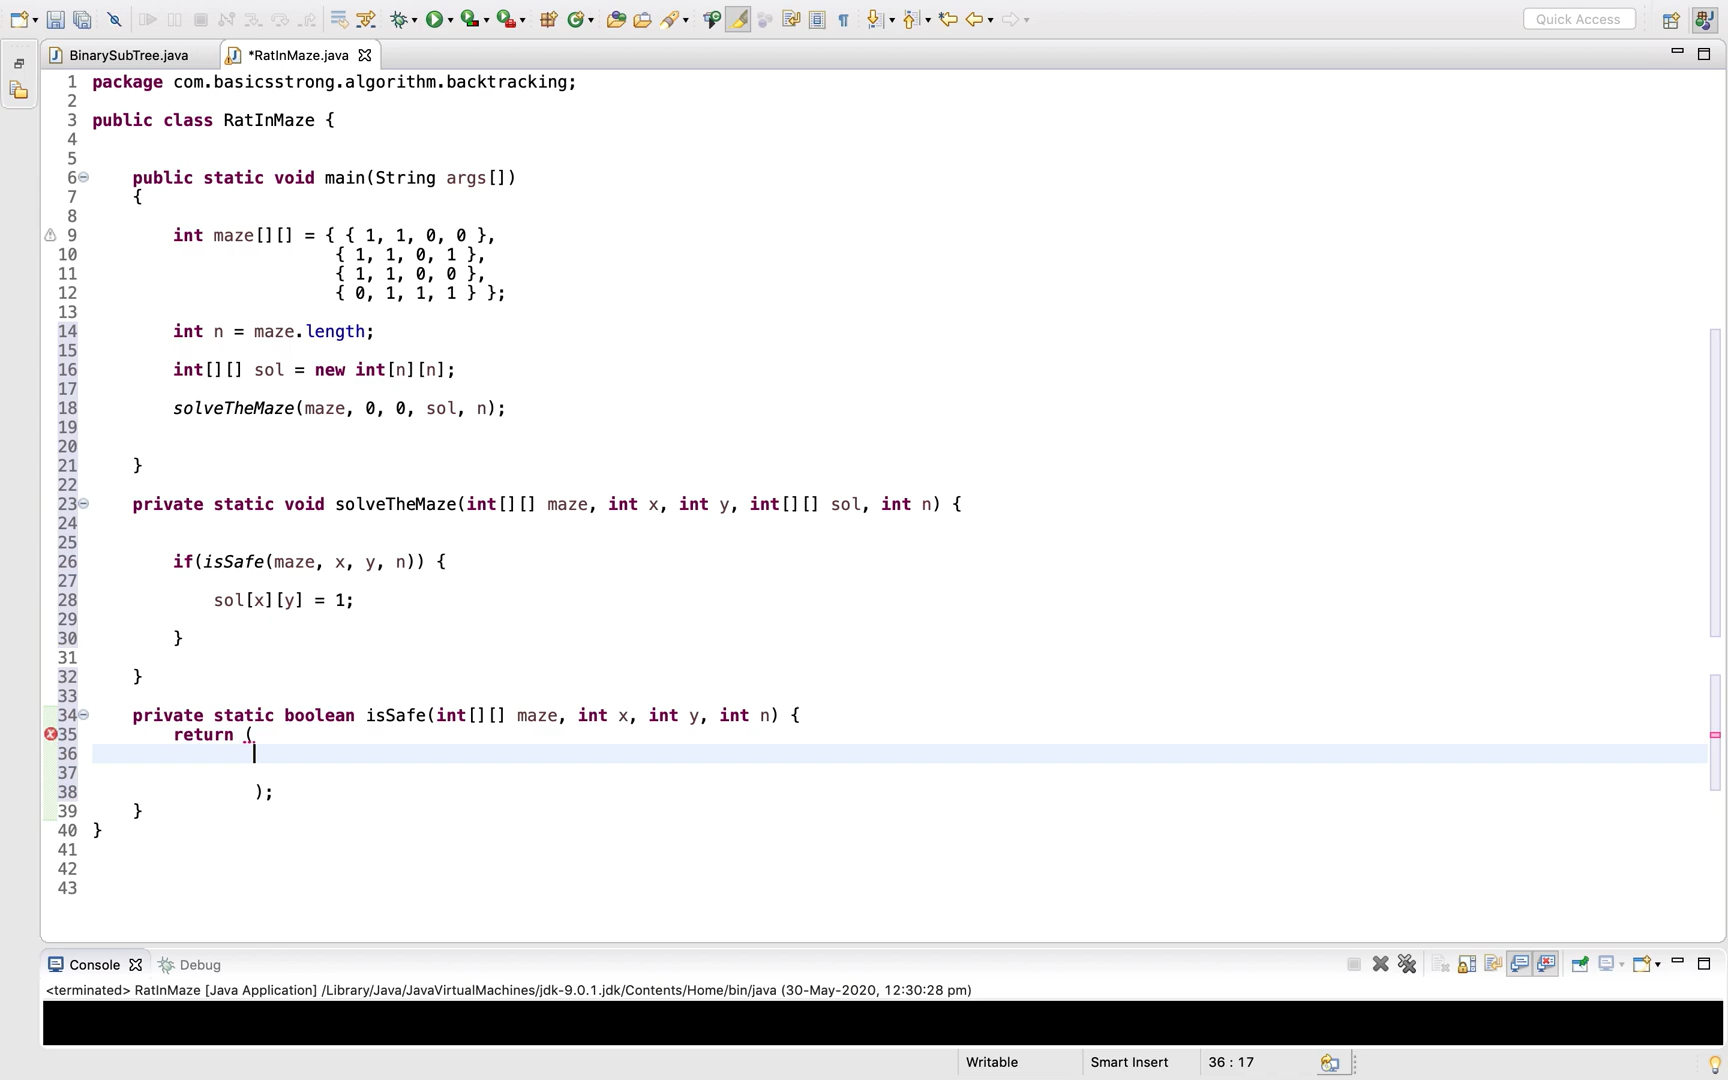 Quick Access
BinarySubTree.java
*RatInMaze.java
1 package com.basicsstrong.algorithm.backtracking;
2
3 public class RatInMaze {
4
5
6 public static void main(String args[])
7 {
8
9 int maze[][] = { { 1, 1, 0, 0 },
10 { 1, 1, 0, 1 },
11 { 1, 1, 0, 0 },
12 { 0, 1, 1, 1 } };
13
14 int n = maze.length;
15
16 int[][] sol = new int[n][n];
17
18 solveTheMaze(maze, 0, 0, sol, n);
19
20
21 }
22
23 private static void solveTheMaze(int[][] maze, int x, int y, int[][] sol, int n) {
24
25
26 if(isSafe(maze, x, y, n)) {
27
28 sol[x][y] = 1;
29
30 }
31
32 }
33
34 private static boolean isSafe(int[][] maze, int x, int y, int n) {
35 return (
36
37
38 );
39 }
40 }
41
42
43
Console
Debug
<terminated> RatInMaze [Java Application] /Library/Java/JavaVirtualMachines/jdk-9.0.1.jdk/Contents/Home/bin/java (30-May-2020, 12:30:28 pm)
Writable
Smart Insert
36 : 17